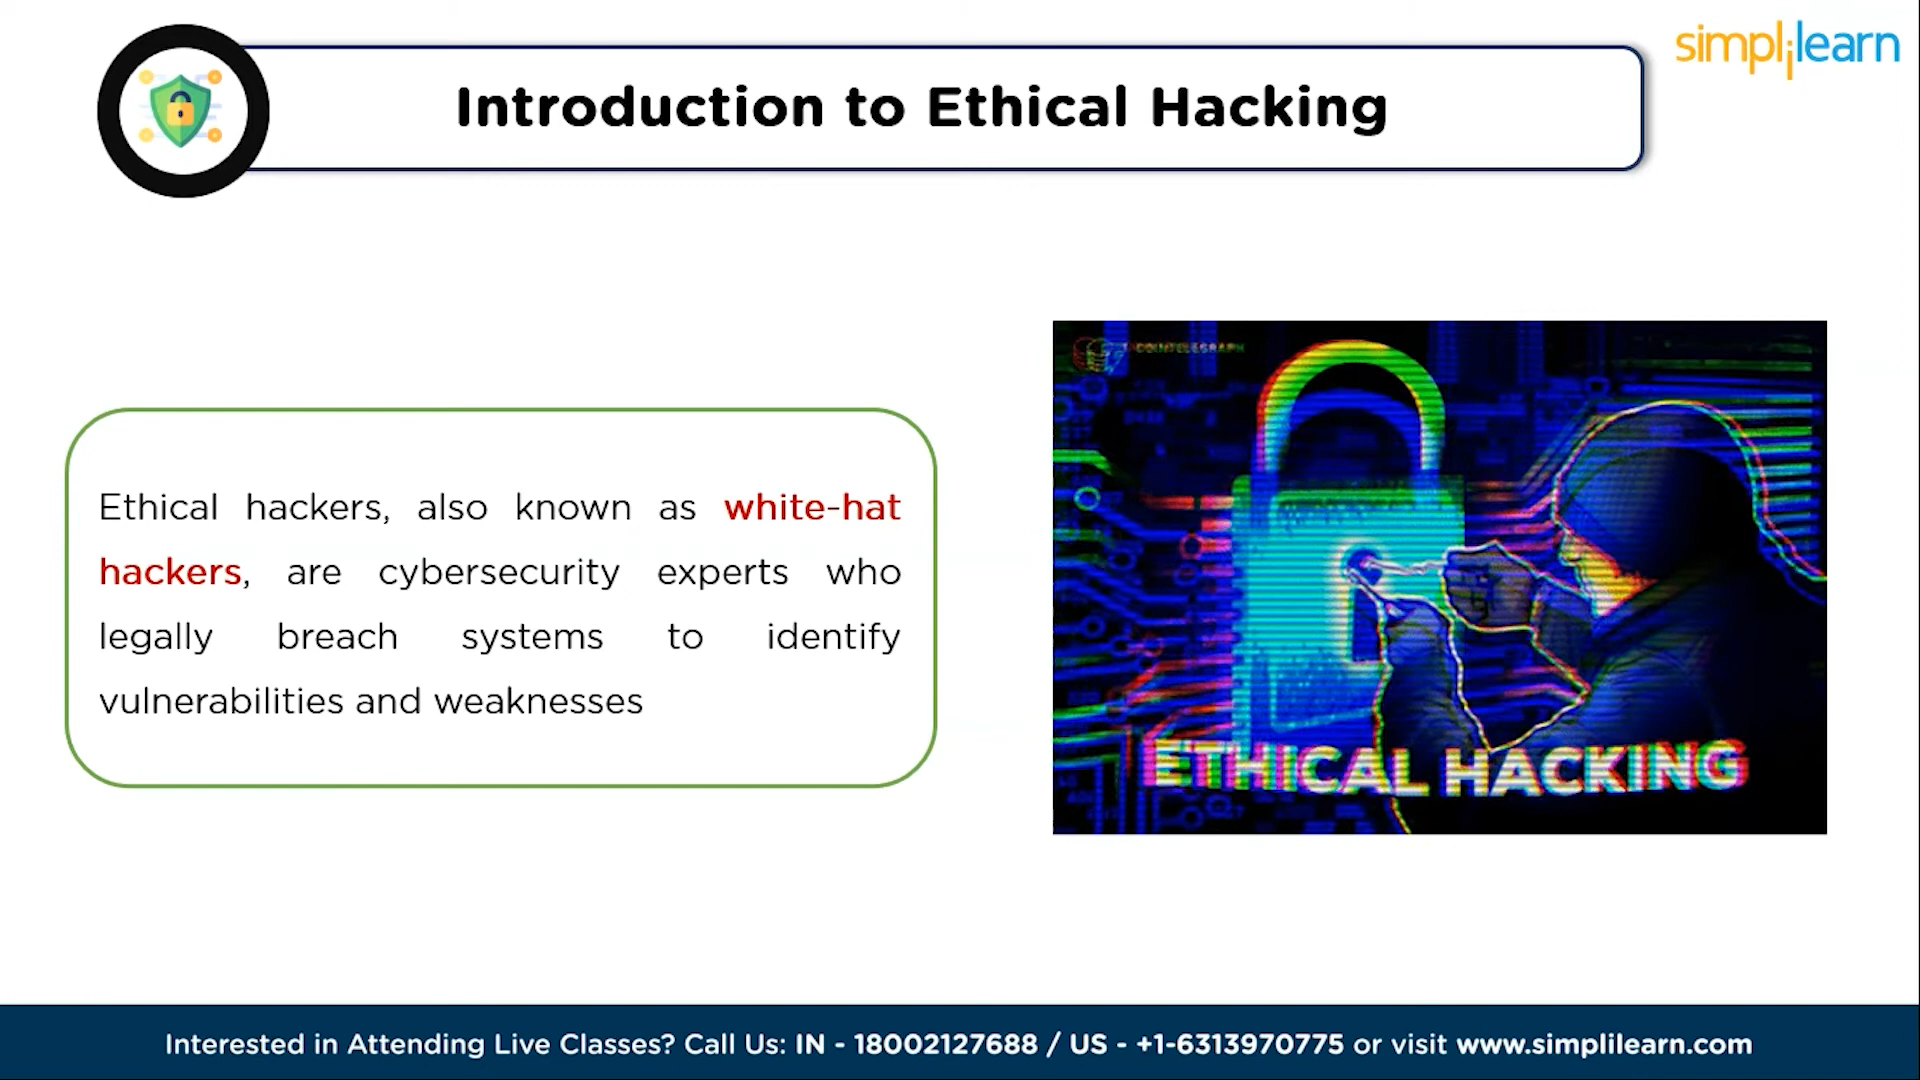 simplilearn
Introduction to Ethical Hacking
Ethical hackers, also known as white-hat
hackers, are cybersecurity experts who
legally breach systems to identify
vulnerabilities and weaknesses
COINTELEGRAPH
ETHICAL HACKING
Interested in Attending Live Classes? Call Us: IN - 18002127688 / US - +1-6313970775 or visit www.simplilearn.com